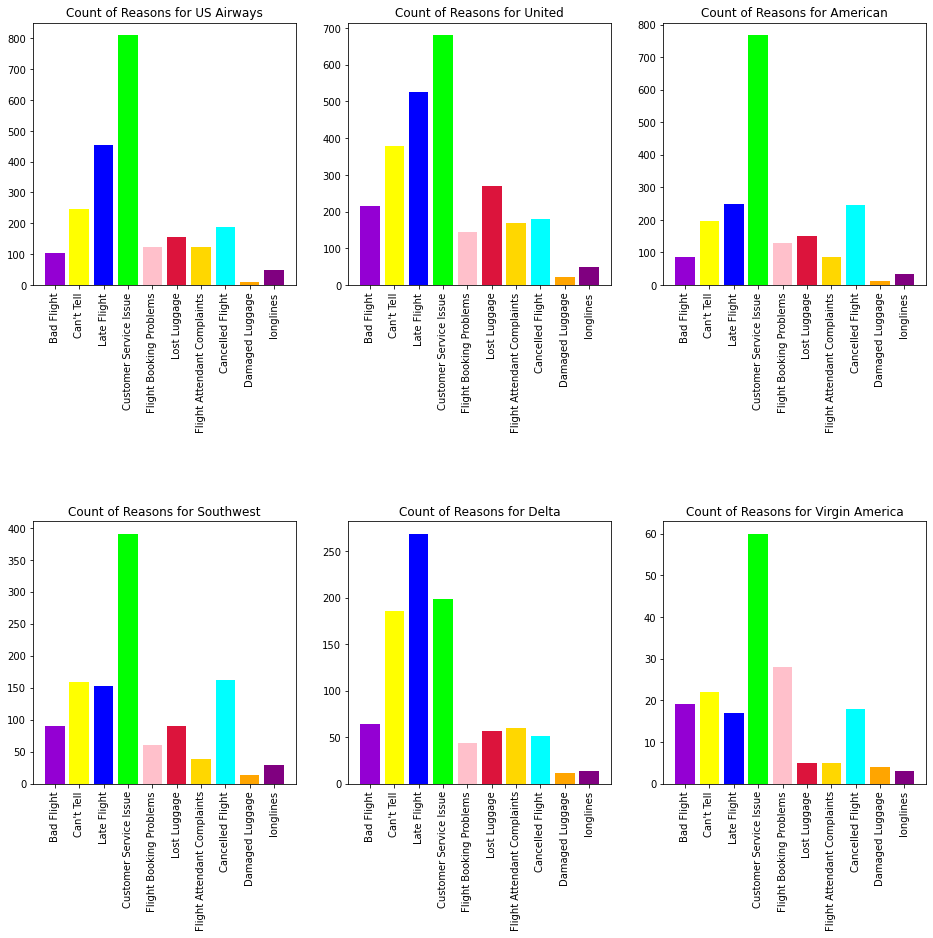 Count of Reasons for US Airways
800
700
600
500
400
300
200
100
0
Bad Flight
Can't Tell
Late Flight
Customer Service Issue
Flight Booking Problems
Lost Luggage
Flight Attendant Complaints
Cancelled Flight
Damaged Luggage
longlines
Count of Reasons for United
700
600
500
400
300
200
100
0
Bad Flight
Can't Tell
Late Flight
Customer Service Issue
Flight Booking Problems
Lost Luggage
Flight Attendant Complaints
Cancelled Flight
Damaged Luggage
longlines
Count of Reasons for American
800
700
600
500
400
300
200
100
0
Bad Flight
Can't Tell
Late Flight
Customer Service Issue
Flight Booking Problems
Lost Luggage
Flight Attendant Complaints
Cancelled Flight
Damaged Luggage
longlines
Count of Reasons for Southwest
400
350
300
250
200
150
100
50
0
Bad Flight
Can't Tell
Late Flight
Customer Service Issue
Flight Booking Problems
Lost Luggage
Flight Attendant Complaints
Cancelled Flight
Damaged Luggage
longlines
Count of Reasons for Delta
250
200
150
100
50
0
Bad Flight
Can't Tell
Late Flight
Customer Service Issue
Flight Booking Problems
Lost Luggage
Flight Attendant Complaints
Cancelled Flight
Damaged Luggage
longlines
Count of Reasons for Virgin America
60
50
40
30
20
10
0
Bad Flight
Can't Tell
Late Flight
Customer Service Issue
Flight Booking Problems
Lost Luggage
Flight Attendant Complaints
Cancelled Flight
Damaged Luggage
longlines